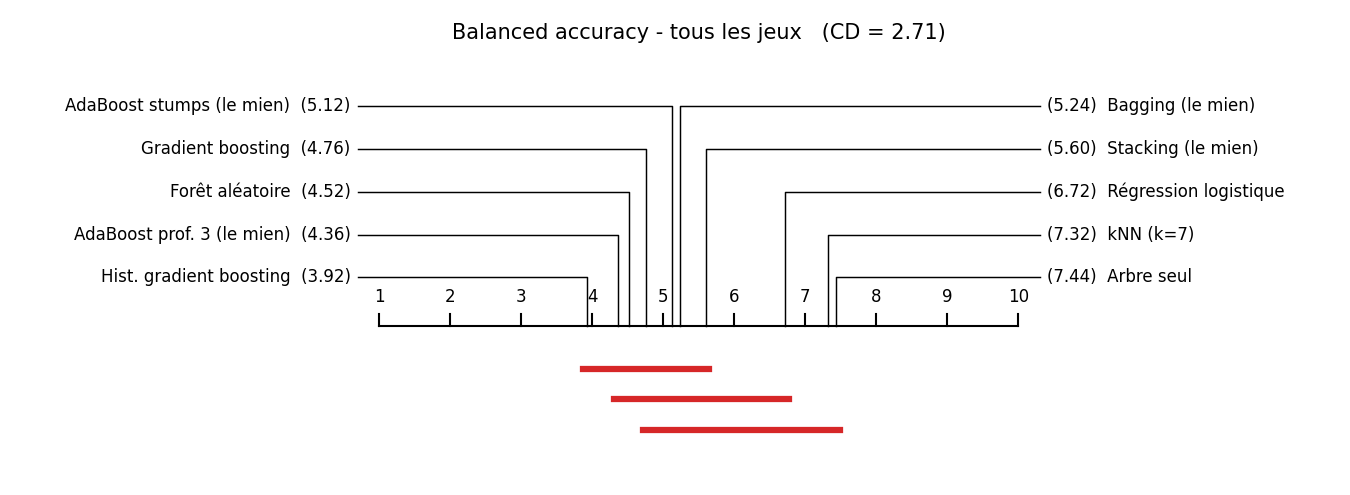 Balanced accuracy - tous les jeux   (CD = 2.71)
AdaBoost stumps (le mien)  (5.12)
(5.24)  Bagging (le mien)
Gradient boosting  (4.76)
(5.60)  Stacking (le mien)
Forêt aléatoire  (4.52)
(6.72)  Régression logistique
AdaBoost prof. 3 (le mien)  (4.36)
(7.32)  kNN (k=7)
Hist. gradient boosting  (3.92)
(7.44)  Arbre seul
1 2 3 4 5 6 7 8 9 10